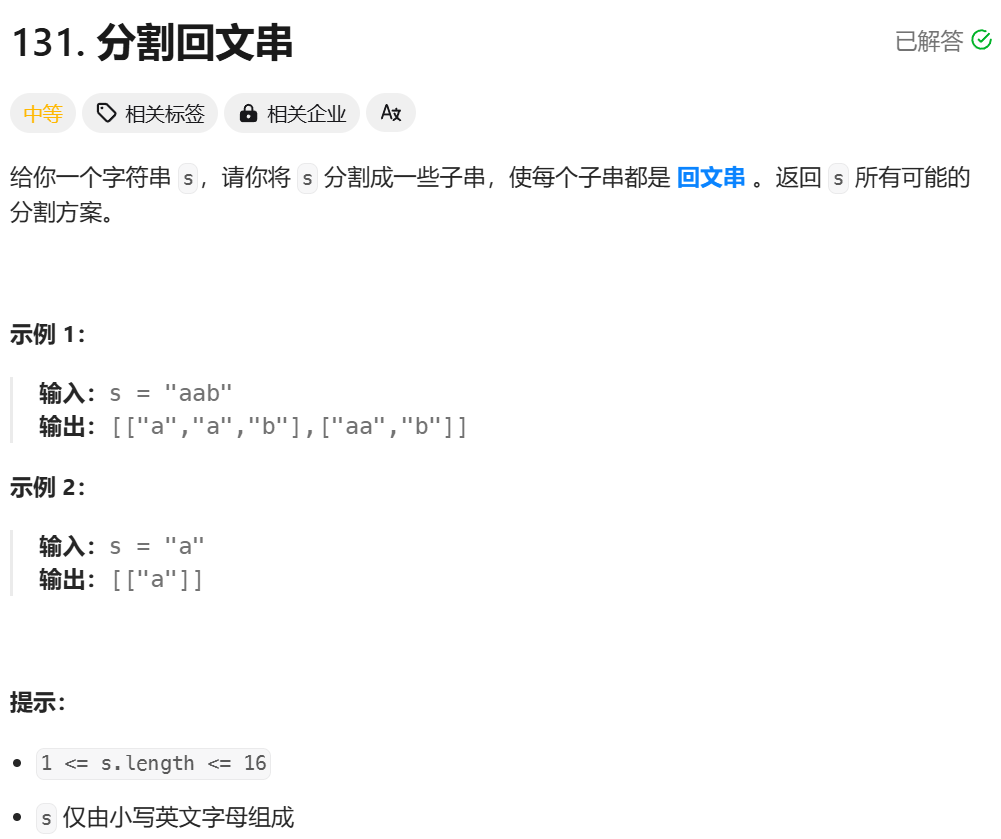 131. 分割回文串
已解答
中等
相关标签
相关企业
给你一个字符串 s，请你将 s 分割成一些子串，使每个子串都是 回文串 。返回 s 所有可能的
分割方案。
示例 1：
输入：s = "aab"
输出：[["a","a","b"],["aa","b"]]
示例 2：
输入：s = "a"
输出：[["a"]]
提示：
• 1 <= s.length <= 16
• s 仅由小写英文字母组成